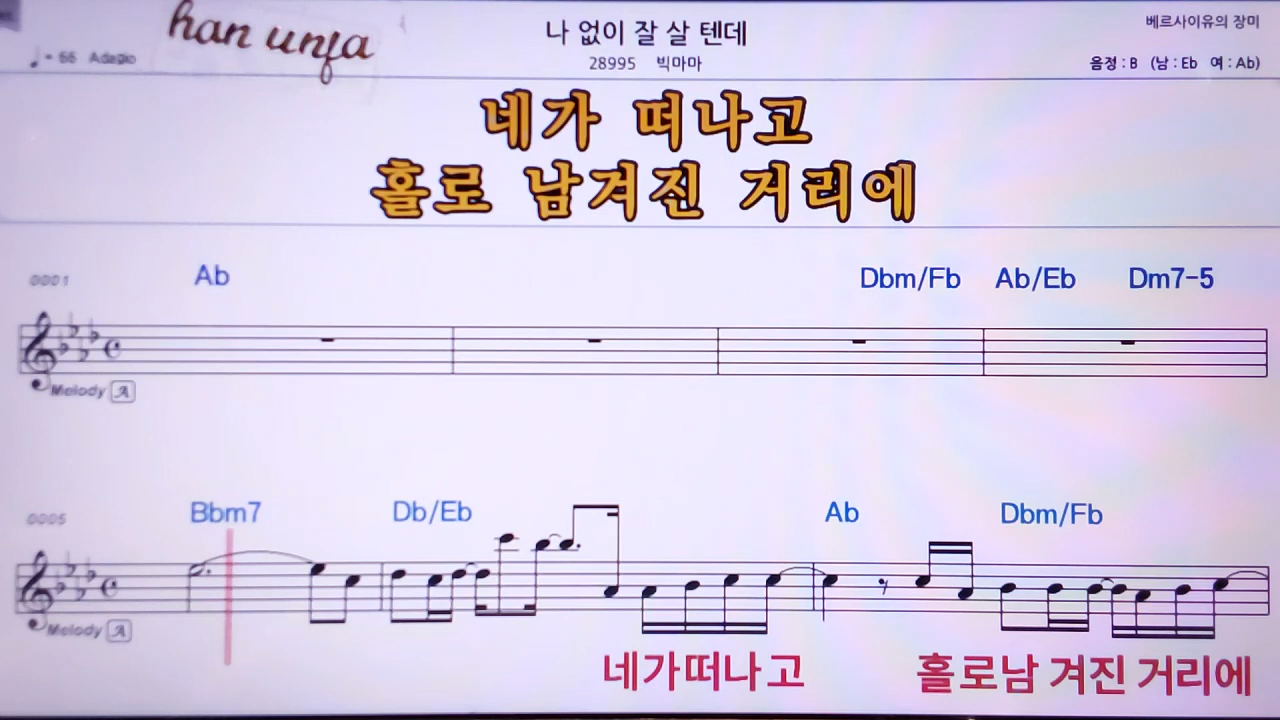 han unja
나 없이 잘 살 텐데
베르사이유의 장미
♩ = 66 Adagio
28995 빅마마
음정 : B (남 : Eb 여 : Ab)
네가 떠나고
홀로 남겨진 거리에
0001 Ab Dbm/Fb Ab/Eb Dm7-5
Melody A
0005 Bbm7 Db/Eb Ab Dbm/Fb
Melody A
네가떠나고 홀로남 겨진 거리에